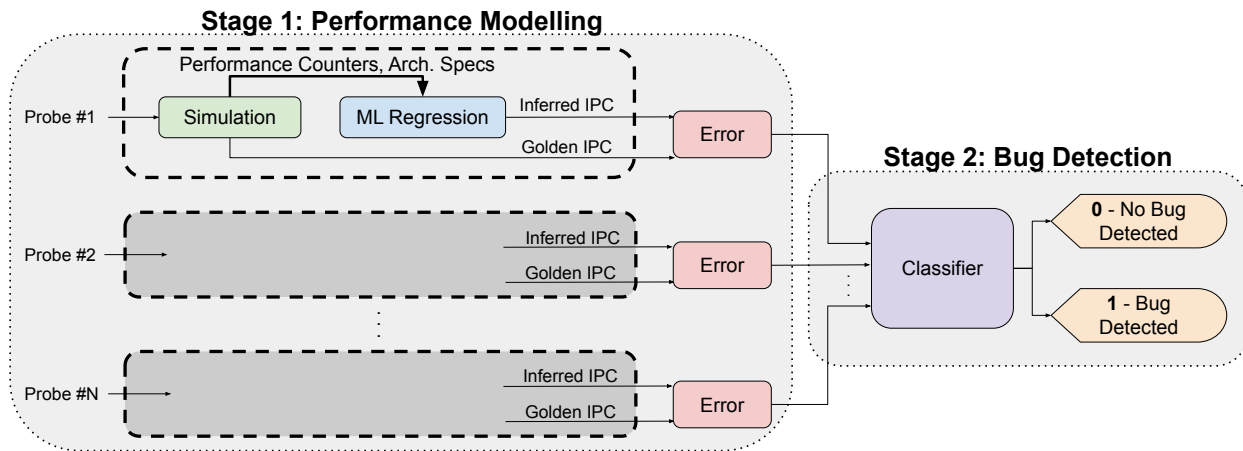 Stage 1: Performance Modelling
Performance Counters, Arch. Specs
Probe #1
Simulation
ML Regression
Inferred IPC
Golden IPC
Error
Probe #2
Inferred IPC
Golden IPC
Error
Probe #N
Inferred IPC
Golden IPC
Error
Stage 2: Bug Detection
Classifier
0 - No Bug
Detected
1 - Bug
Detected